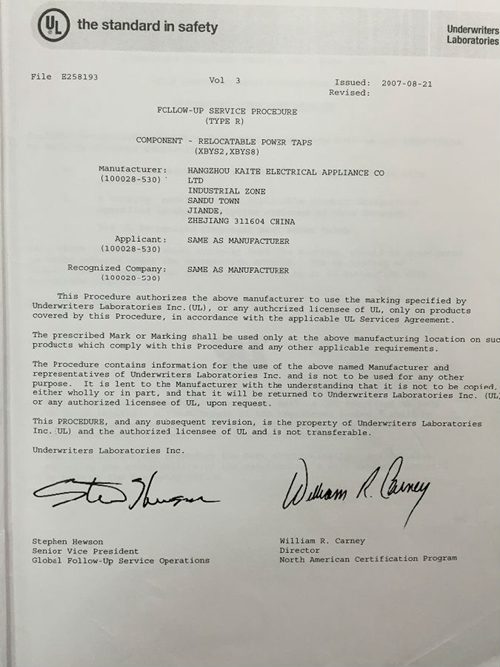 UL the standard in safety
Underwriters
Laboratories
File E258193 Vol 3 Issued: 2007-08-21
Revised:
FOLLOW-UP SERVICE PROCEDURE
(TYPE R)
COMPONENT - RELOCATABLE POWER TAPS
(XBYS2,XBYS8)
Manufacturer: HANGZHOU KAITE ELECTRICAL APPLIANCE CO
(100028-530) LTD
INDUSTRIAL ZONE
SANDU TOWN
JIANDE,
ZHEJIANG 311604 CHINA
Applicant: SAME AS MANUFACTURER
(100028-530)
Recognized Company: SAME AS MANUFACTURER
(100028-530)
This Procedure authorizes the above manufacturer to use the marking specified by
Underwriters Laboratories Inc.(UL), or any authorized licensee of UL, only on products
covered by this Procedure, in accordance with the applicable UL Services Agreement.
The prescribed Mark or Marking shall be used only at the above manufacturing location on suc
products which comply with this Procedure and any other applicable requirements.
The Procedure contains information for the use of the above named Manufacturer and
representatives of Underwriters Laboratories Inc. and is not to be used for any other
purpose. It is lent to the Manufacturer with the understanding that it is not to be copied,
either wholly or in part, and that it will be returned to Underwriters Laboratories Inc. (UL
or any authorized licensee of UL, upon request.
This PROCEDURE, and any subsequent revision, is the property of Underwriters Laboratories
Inc. (UL) and the authorized licensee of UL and is not transferable.
Underwriters Laboratories Inc.
Stephen Hewson William R. Carney
Stephen Hewson William R. Carney
Senior Vice President Director
Global Follow-Up Service Operations North American Certification Program